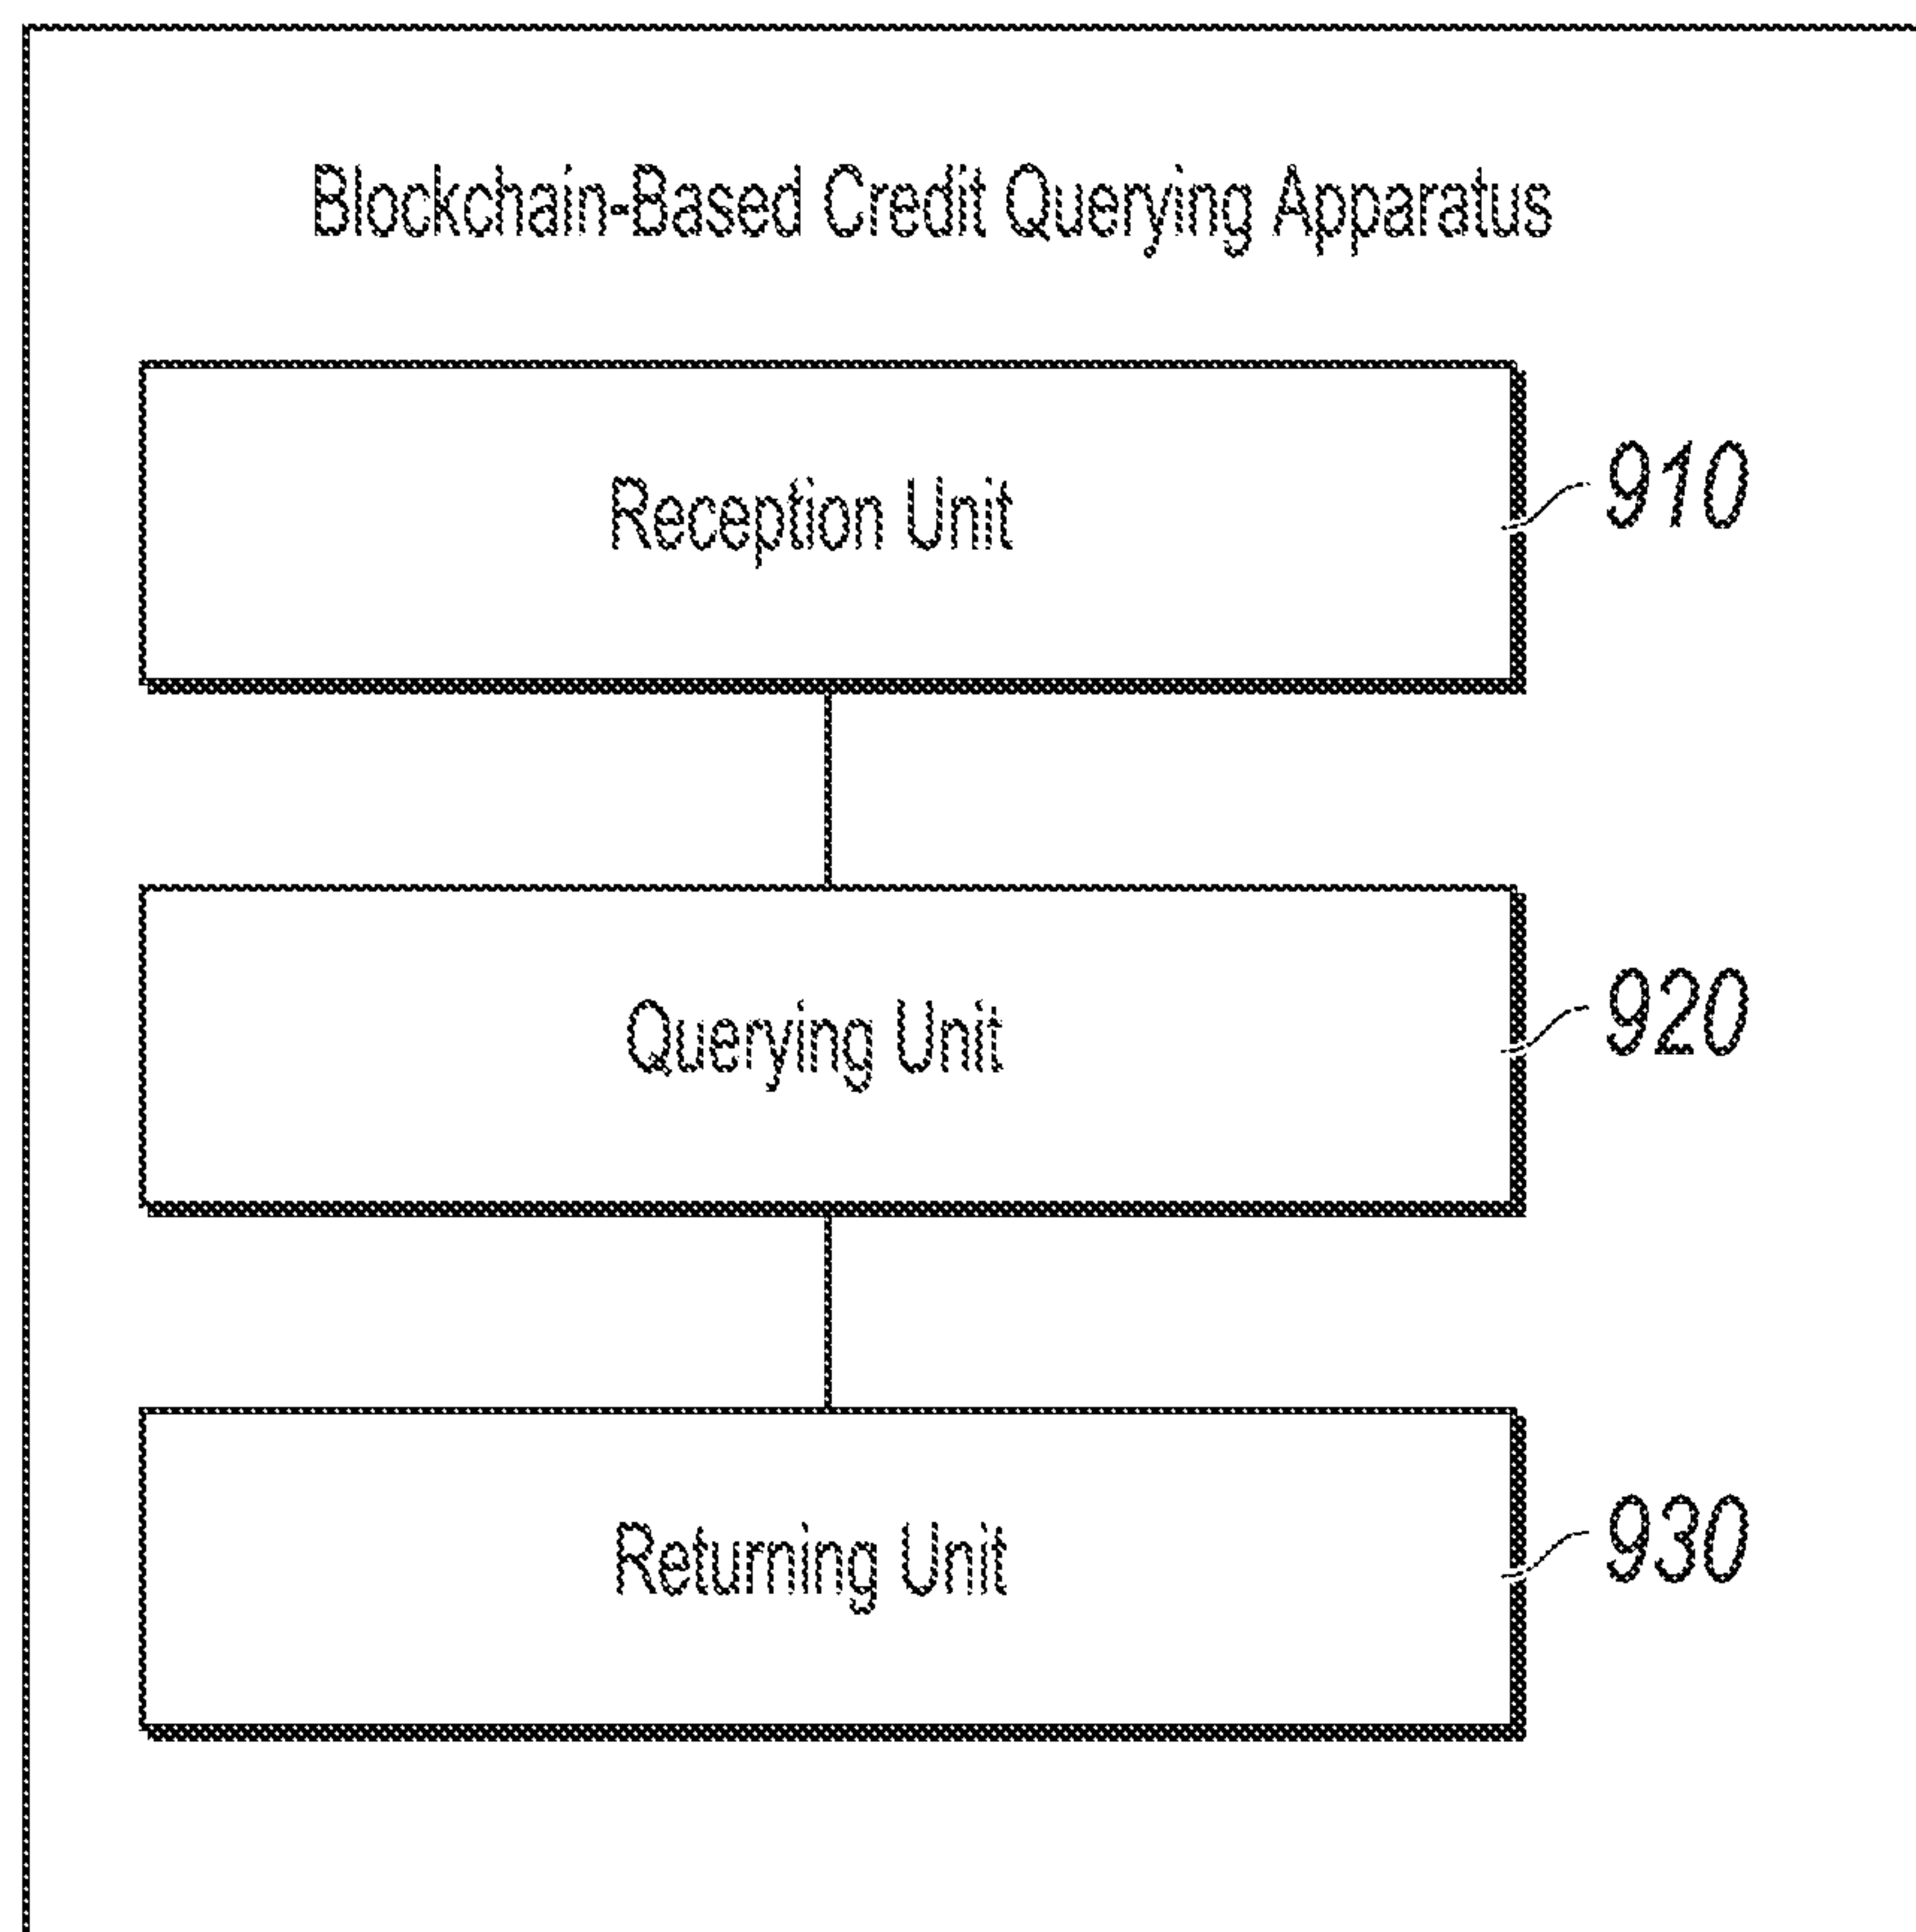 Blockchain-Based Credit Querying Apparatus
Reception Unit
910
Querying Unit
920
Returning Unit
930